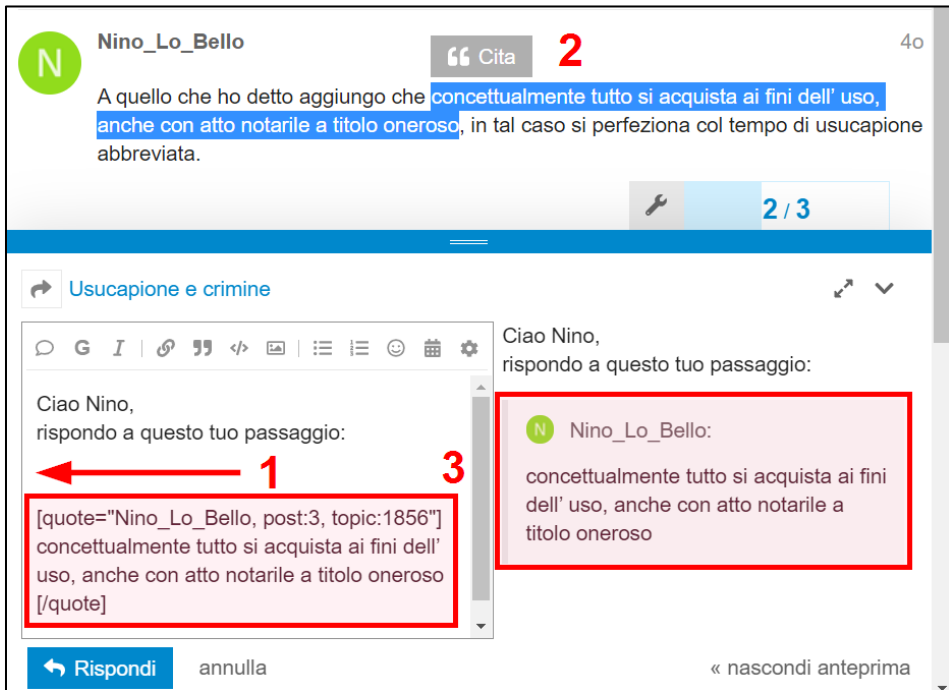 N
Nino_Lo_Bello
Cita
2
4o
A quello che ho detto aggiungo che concettualmente tutto si acquista ai fini dell' uso,
anche con atto notarile a titolo oneroso, in tal caso si perfeziona col tempo di usucapione
abbreviata.
2 / 3
Usucapione e crimine
G I
Ciao Nino,
rispondo a questo tuo passaggio:
1
3
[quote="Nino_Lo_Bello, post:3, topic:1856"]
concettualmente tutto si acquista ai fini dell'
uso, anche con atto notarile a titolo oneroso
[/quote]
Ciao Nino,
rispondo a questo tuo passaggio:
N
Nino_Lo_Bello:
concettualmente tutto si acquista ai fini
dell' uso, anche con atto notarile a
titolo oneroso
Rispondi
annulla
« nascondi anteprima